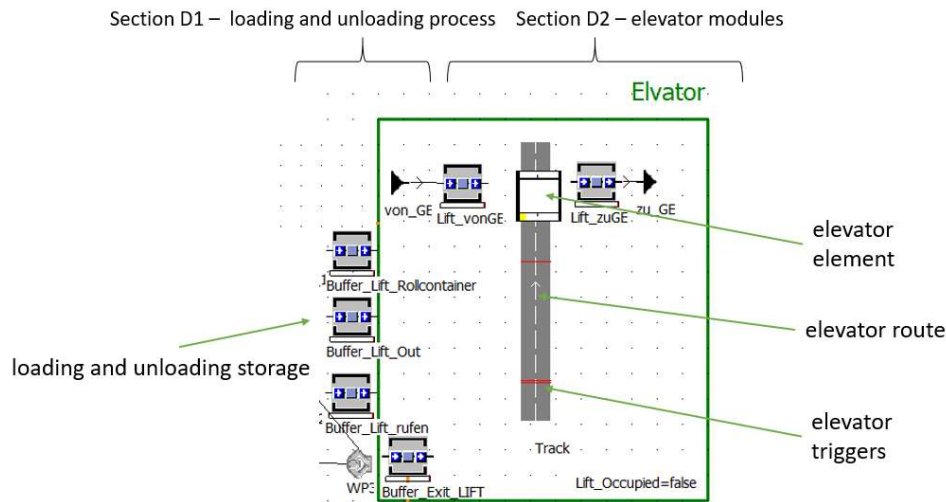 Section D1 – loading and unloading process
Section D2 – elevator modules
Elvator
von_GE
Lift_vonGE
Lift_zuGE
zu_GE
elevator
element
Buffer_Lift_Rollcontainer
elevator route
Buffer_Lift_Out
loading and unloading storage
Buffer_Lift_rufen
elevator
triggers
Track
Buffer_Exit_LIFT
Lift_Occupied=false